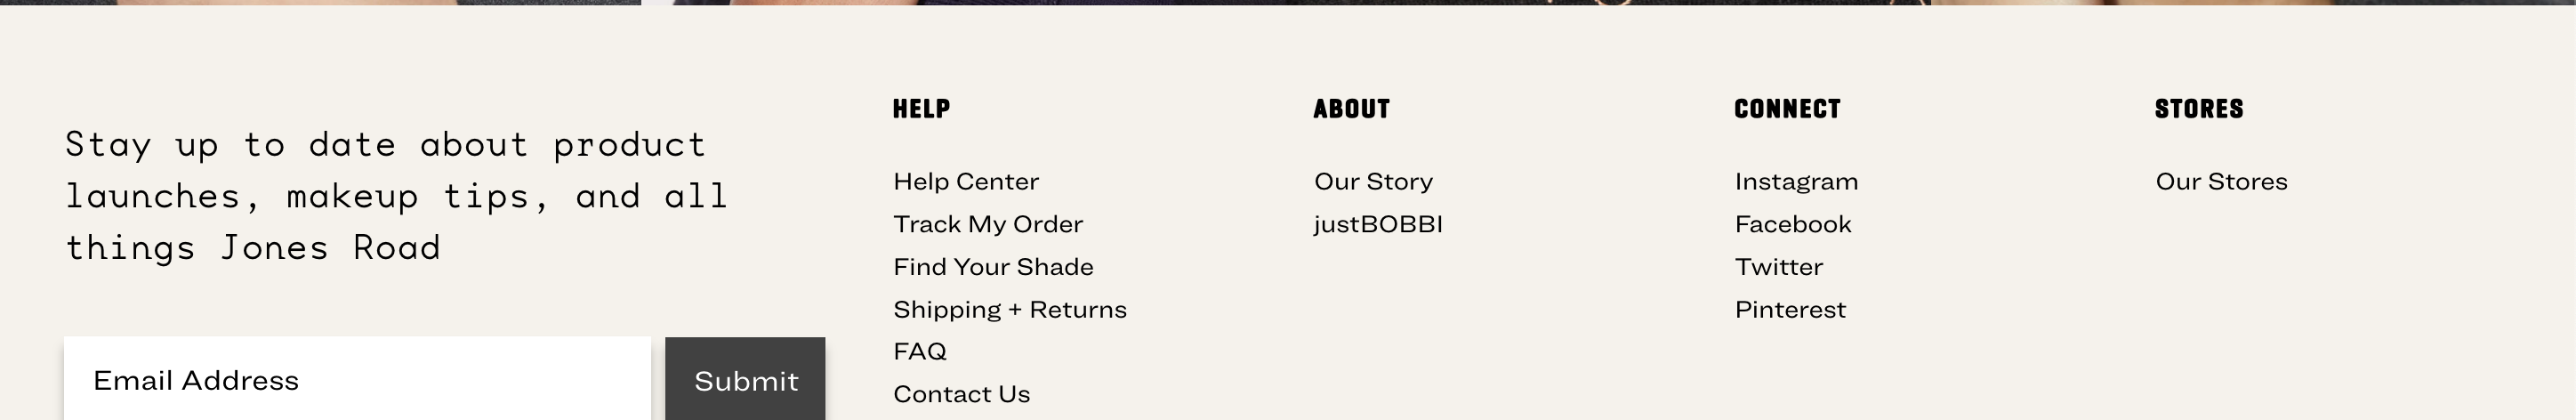 Stay up to date about product
launches, makeup tips, and all
things Jones Road
Email Address
Submit
HELP
Help Center
Track My Order
Find Your Shade
Shipping + Returns
FAQ
Contact Us
ABOUT
Our Story
justBOBBI
CONNECT
Instagram
Facebook
Twitter
Pinterest
STORES
Our Stores